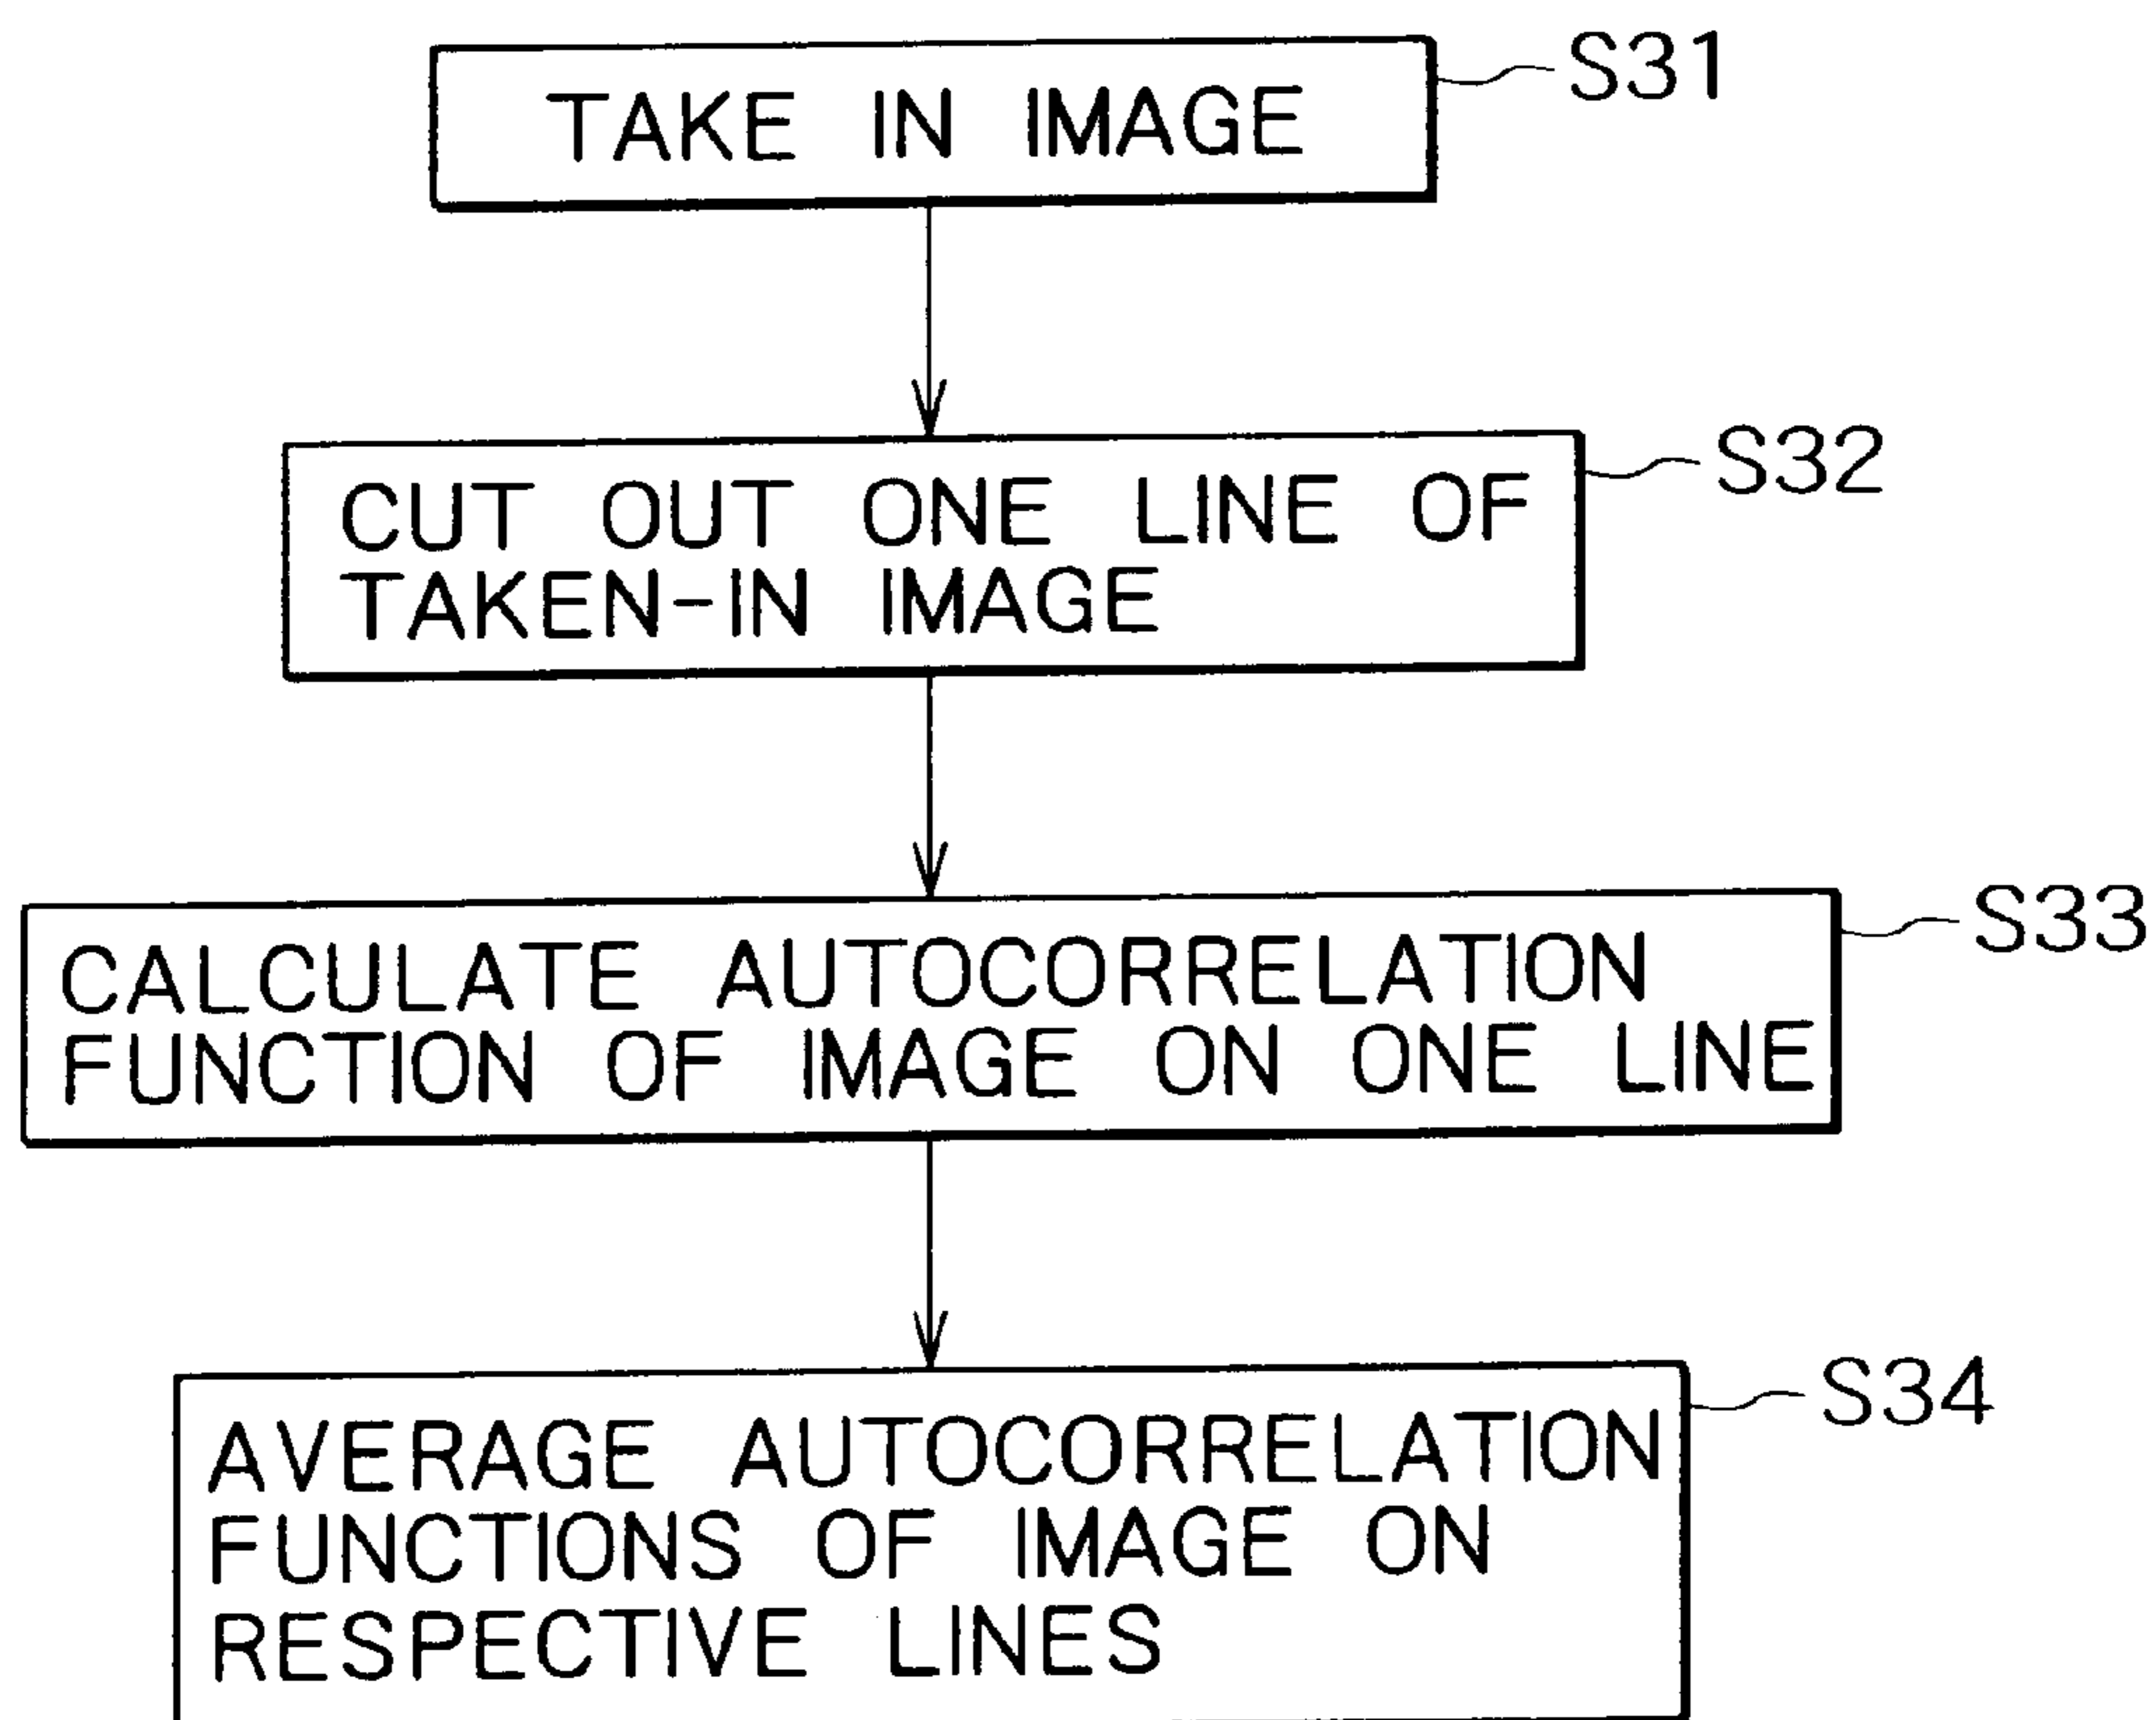 TAKE IN IMAGE
S31
CUT OUT ONE LINE OF
TAKEN-IN IMAGE
S32
CALCULATE AUTOCORRELATION
FUNCTION OF IMAGE ON ONE LINE
S33
AVERAGE AUTOCORRELATION
FUNCTIONS OF IMAGE ON
RESPECTIVE LINES
S34